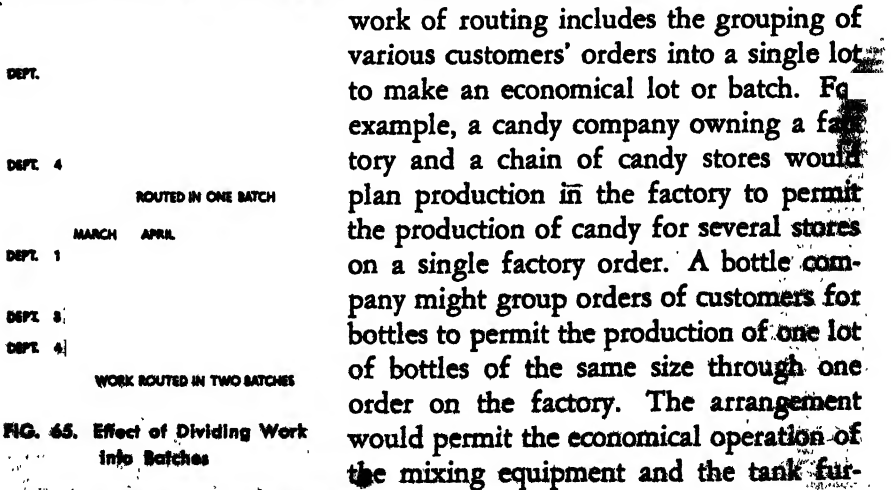 DEPT.
DEPT. 4
ROUTED IN ONE BATCH
MARCH APRIL
DEPT. 1
DEPT. 3
DEPT. 4
WORK ROUTED IN TWO BATCHES
FIG. 65. Effect of Dividing Work
into Batches
work of routing includes the grouping of
various customers' orders into a single lot
to make an economical lot or batch. Fo
example, a candy company owning a fac
tory and a chain of candy stores would
plan production in the factory to permit
the production of candy for several stores
on a single factory order. A bottle com-
pany might group orders of customers for
bottles to permit the production of one lot
of bottles of the same size through one
order on the factory. The arrangement
would permit the economical operation of
the mixing equipment and the tank fur-